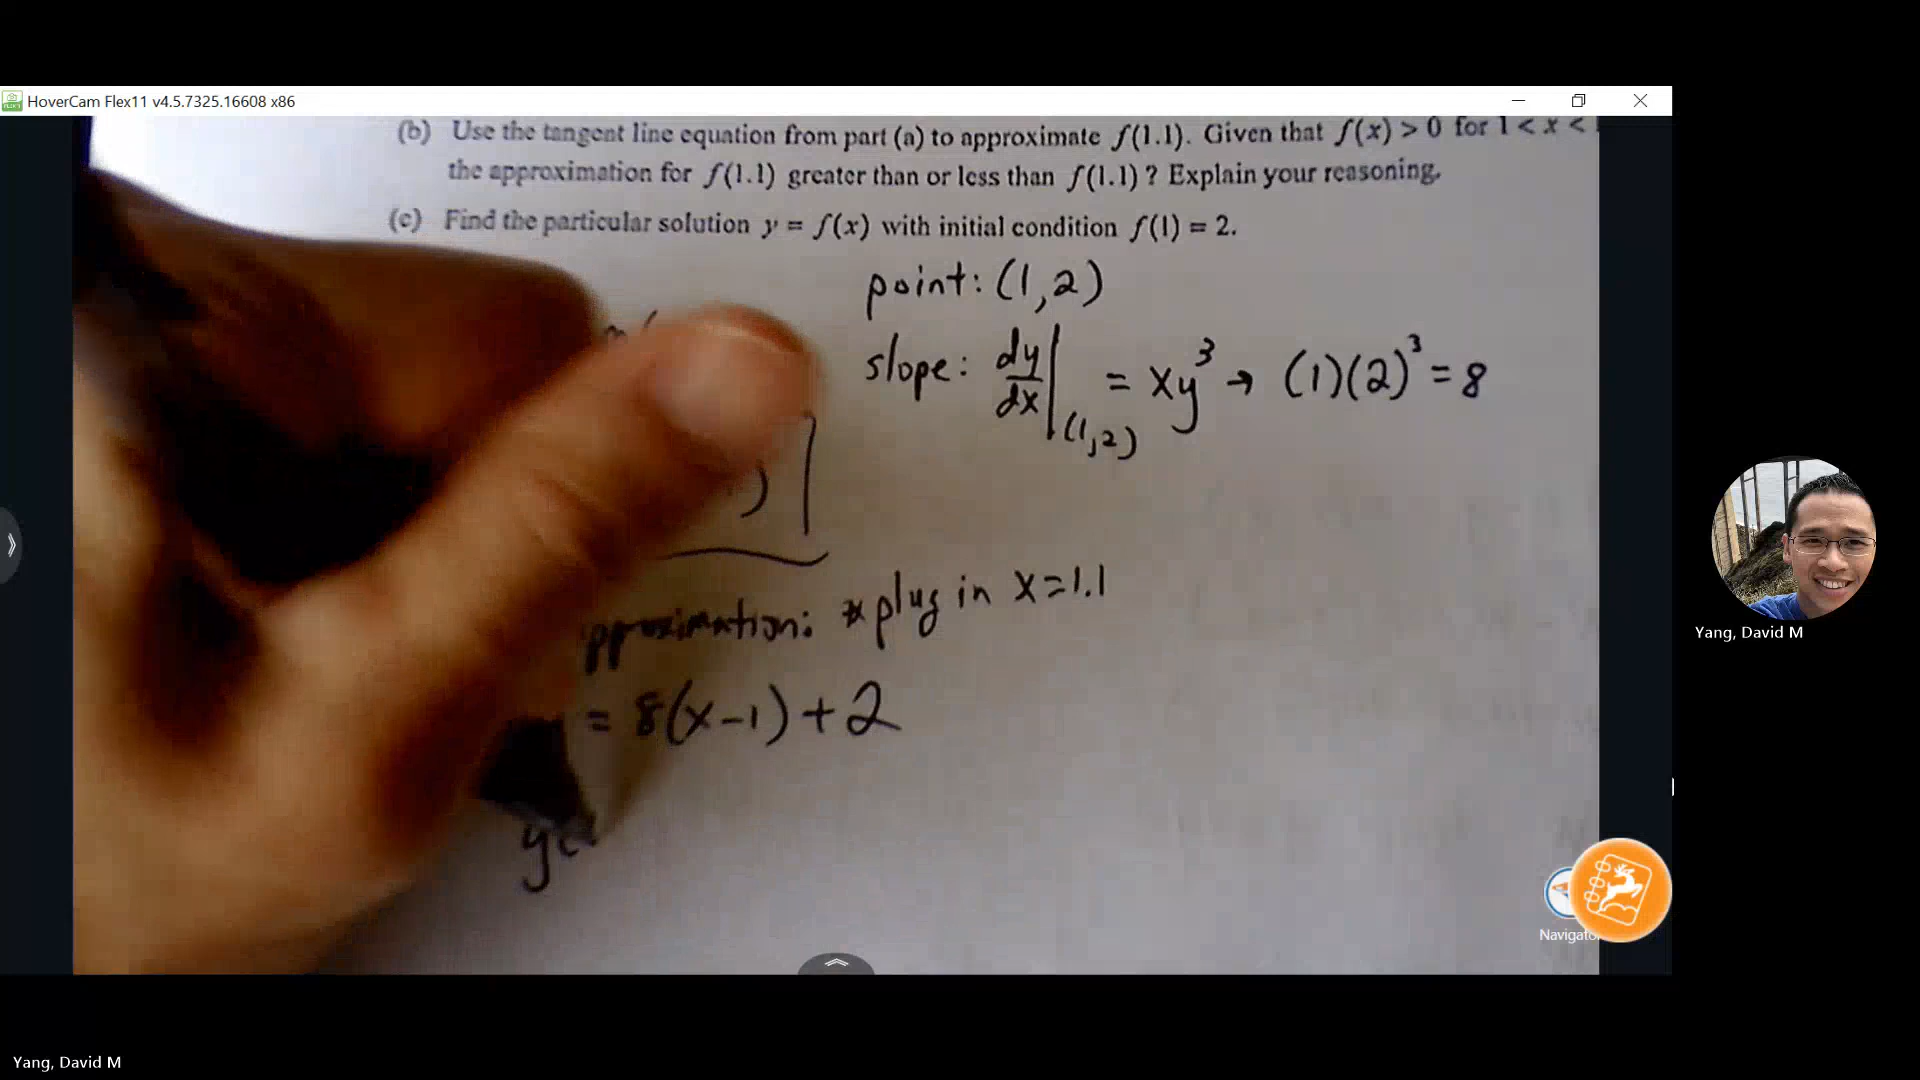 HoverCam Flex11 v4.5.7325.16608 x86
(b) Use the tangent line equation from part (a) to approximate f(1.1). Given that f(x) > 0 for 1 < x <
the approximation for f(1.1) greater than or less than f(1.1)? Explain your reasoning.
(c) Find the particular solution y = f(x) with initial condition f(1) = 2.
point: (1,2)
slope: dy/dx|(1,2) = xy³ → (1)(2)³ = 8
pproximation: * plug in x=1.1
= 8(x-1)+2
Navigato
Yang, David M
Yang, David M